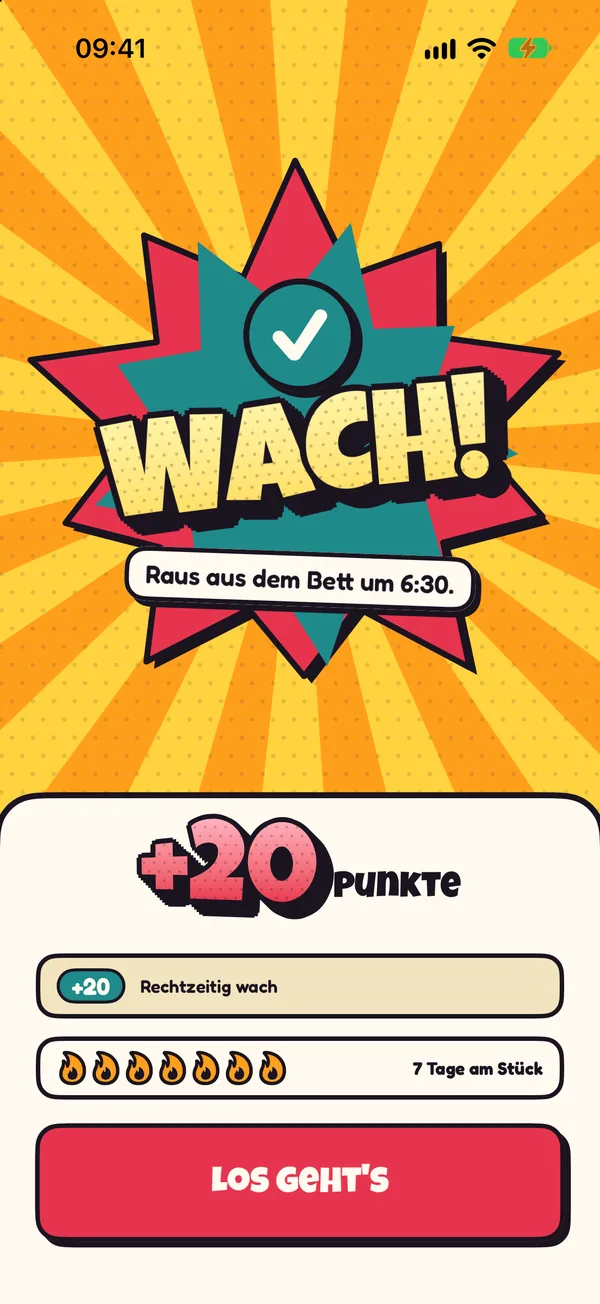 09:41
WACH!
Raus aus dem Bett um 6:30.
+20 Punkte
+20 Rechtzeitig wach
7 Tage am Stück
Los geht's